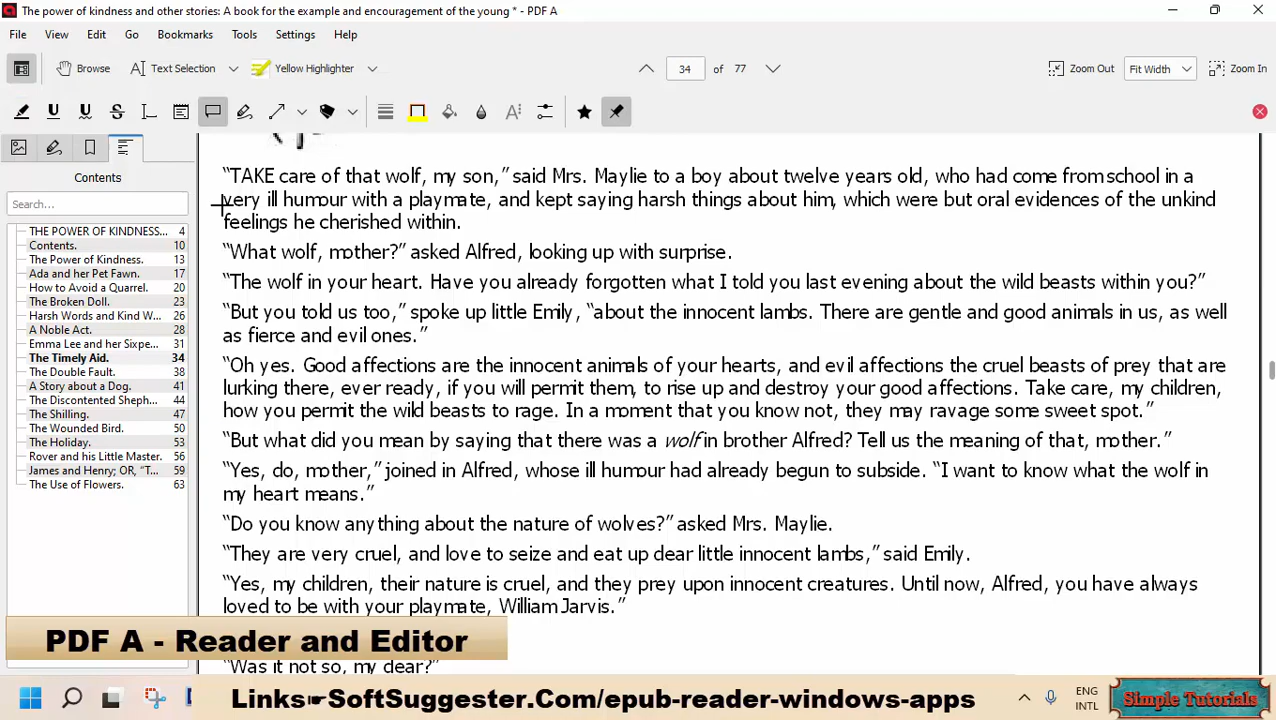 The power of kindness and other stories: A book for the example and encouragement of the young * - PDF A
File View Edit Go Bookmarks Tools Settings Help
Browse Text Selection Yellow Highlighter 34 of 77 Zoom Out Fit Width Zoom In
Contents
Search...
THE POWER OF KINDNESS... 4
Contents. 10
The Power of Kindness. 13
Ada and her Pet Fawn. 17
How to Avoid a Quarrel. 20
The Broken Doll. 23
Harsh Words and Kind W... 26
A Noble Act. 28
Emma Lee and her Sixpe... 31
The Timely Aid. 34
The Double Fault. 38
A Story about a Dog. 41
The Discontented Sheph... 44
The Shilling. 47
The Wounded Bird. 50
The Holiday. 53
Rover and his Little Master. 56
James and Henry; OR, “T... 59
The Use of Flowers. 63
“TAKE care of that wolf, my son,” said Mrs. Maylie to a boy about twelve years old, who had come from school in a
very ill humour with a playmate, and kept saying harsh things about him, which were but oral evidences of the unkind
feelings he cherished within.
“What wolf, mother?” asked Alfred, looking up with surprise.
“The wolf in your heart. Have you already forgotten what I told you last evening about the wild beasts within you?”
“But you told us too,” spoke up little Emily, “about the innocent lambs. There are gentle and good animals in us, as well
as fierce and evil ones.”
“Oh yes. Good affections are the innocent animals of your hearts, and evil affections the cruel beasts of prey that are
lurking there, ever ready, if you will permit them, to rise up and destroy your good affections. Take care, my children,
how you permit the wild beasts to rage. In a moment that you know not, they may ravage some sweet spot.”
“But what did you mean by saying that there was a wolf in brother Alfred? Tell us the meaning of that, mother.”
“Yes, do, mother,” joined in Alfred, whose ill humour had already begun to subside. “I want to know what the wolf in
my heart means.”
“Do you know anything about the nature of wolves?” asked Mrs. Maylie.
“They are very cruel, and love to seize and eat up dear little innocent lambs,” said Emily.
“Yes, my children, their nature is cruel, and they prey upon innocent creatures. Until now, Alfred, you have always
loved to be with your playmate, William Jarvis.”
“Was it not so, my dear?”
PDF A - Reader and Editor
Links☛SoftSuggester.Com/epub-reader-windows-apps
ENG
INTL
Simple Tutorials